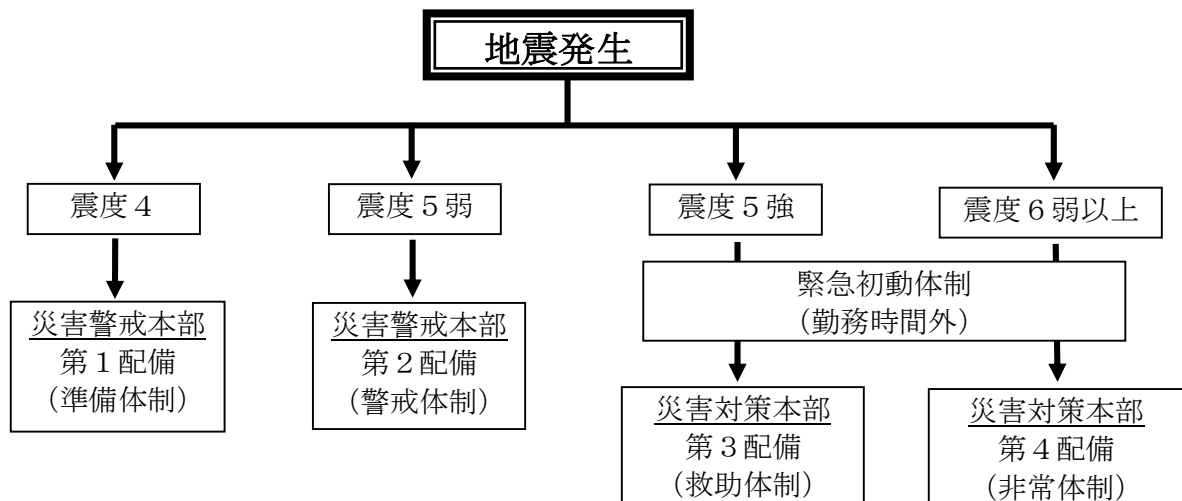 地震発生
震度４
震度５弱
震度５強
震度６弱以上
緊急初動体制
（勤務時間外）
災害警戒本部
第１配備
（準備体制）
災害警戒本部
第２配備
（警戒体制）
災害対策本部
第３配備
（救助体制）
災害対策本部
第４配備
（非常体制）